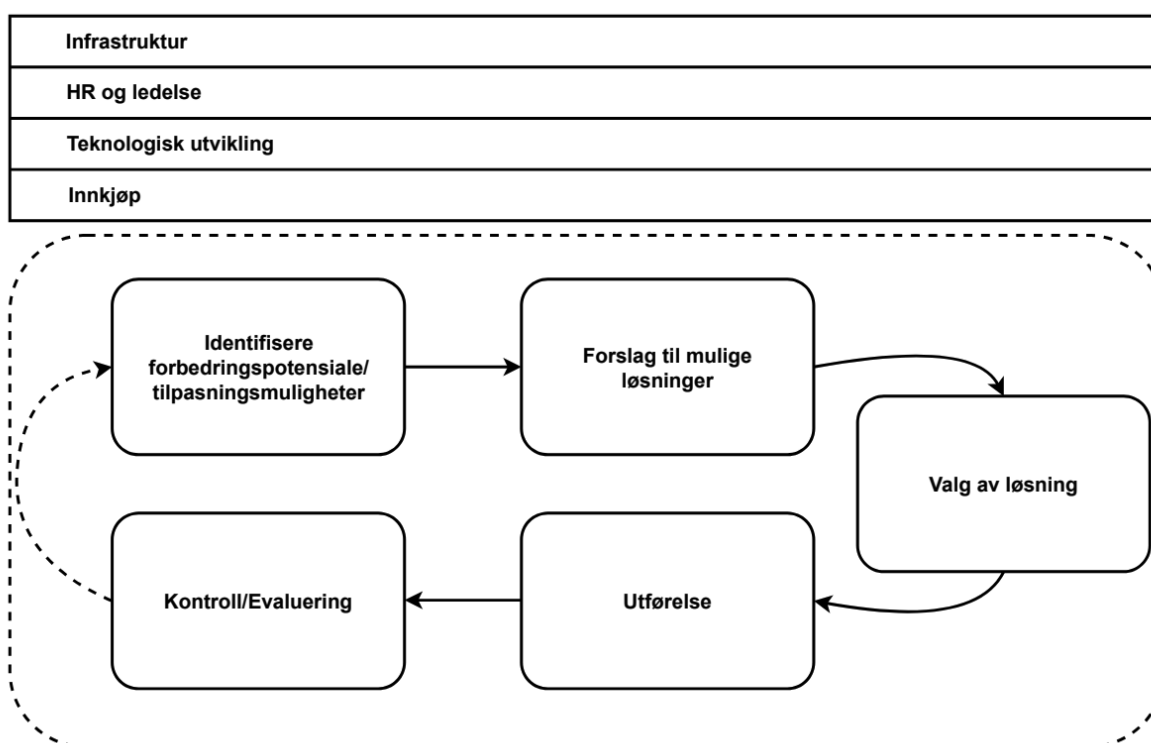 Infrastruktur
HR og ledelse
Teknologisk utvikling
Innkjøp
Identifisere
forbedringspotensiale/
tilpasningsmuligheter
Forslag til mulige
løsninger
Valg av løsning
Kontroll/Evaluering
Utførelse